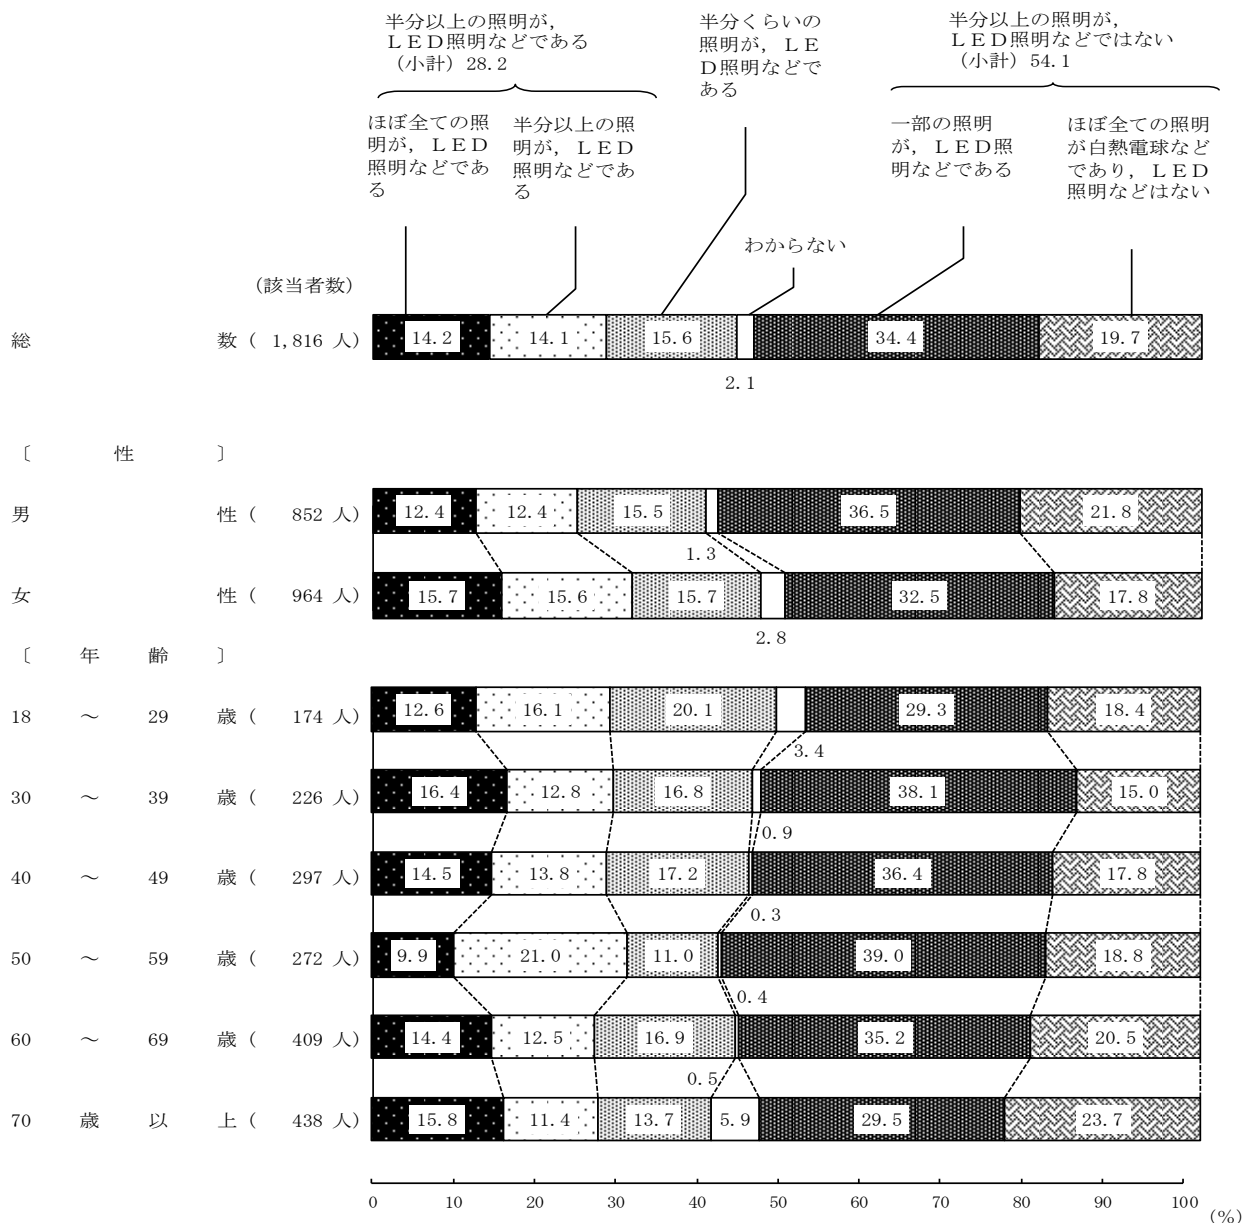 半分以上の照明が，
ＬＥＤ照明などである
（小計）28.2
半分くらいの
照明が，ＬＥ
Ｄ照明などで
ある
半分以上の照明が，
ＬＥＤ照明などではない
（小計）54.1
ほぼ全ての照
明が，ＬＥＤ
照明などであ
る
半分以上の照
明が，ＬＥＤ
照明などであ
る
一部の照明
が，ＬＥＤ照
明などである
ほぼ全ての照明
が白熱電球など
であり，ＬＥＤ
照明などはない
わからない
（該当者数）
総 数（ 1,816 人） 14.2 14.1 15.6 34.4 19.7
2.1
〔 性 〕
男 性（ 852 人） 12.4 12.4 15.5 36.5 21.8
1.3
女 性（ 964 人） 15.7 15.6 15.7 32.5 17.8
2.8
〔 年 齢 〕
18 ～ 29 歳（ 174 人） 12.6 16.1 20.1 29.3 18.4
3.4
30 ～ 39 歳（ 226 人） 16.4 12.8 16.8 38.1 15.0
0.9
40 ～ 49 歳（ 297 人） 14.5 13.8 17.2 36.4 17.8
0.3
50 ～ 59 歳（ 272 人） 9.9 21.0 11.0 39.0 18.8
0.4
60 ～ 69 歳（ 409 人） 14.4 12.5 16.9 35.2 20.5
0.5
70 歳 以 上（ 438 人） 15.8 11.4 13.7 5.9 29.5 23.7
0 10 20 30 40 50 60 70 80 90 100
(%)